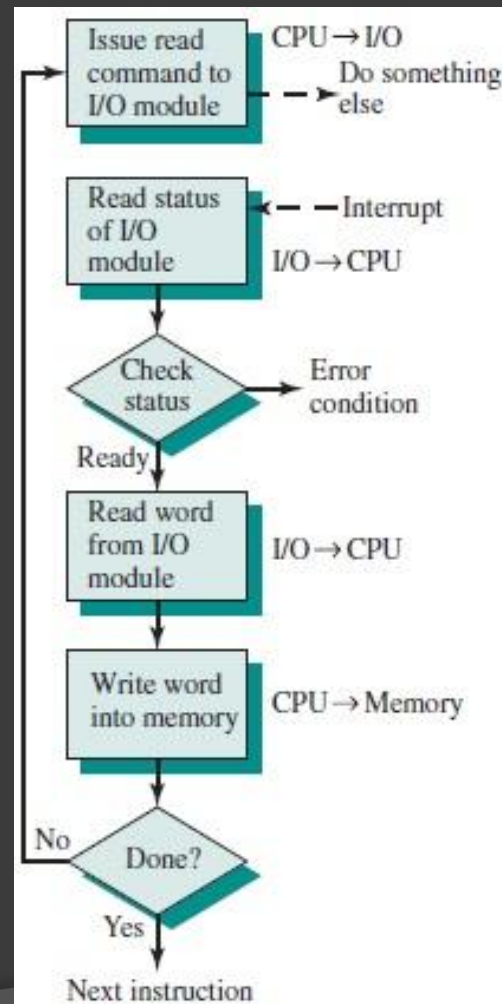 Issue read
command to
I/O module
CPU → I/O
Do something
else
Read status
of I/O
module
Interrupt
I/O → CPU
Check
status
Error
condition
Ready
Read word
from I/O
module
I/O → CPU
Write word
into memory
CPU → Memory
No
Done?
Yes
Next instruction